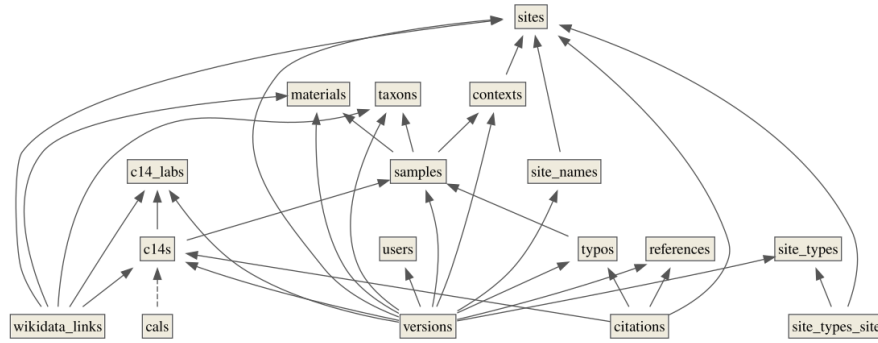 sites
materials
taxons
contexts
c14_labs
samples
site_names
c14s
users
typos
references
site_types
wikidata_links
cals
versions
citations
site_types_site